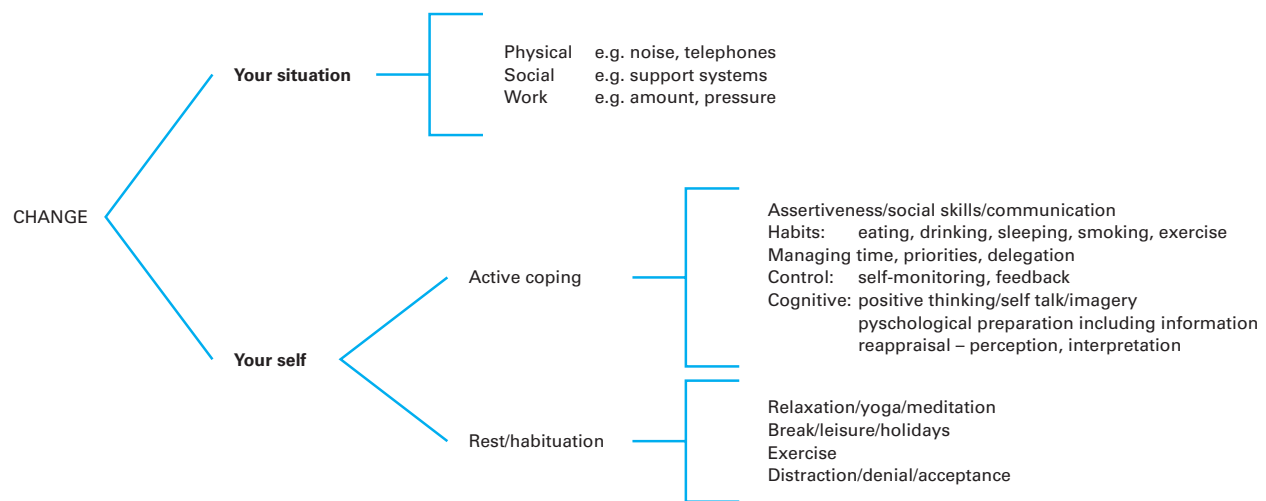 CHANGE
Your situation
Physical e.g. noise, telephones
Social e.g. support systems
Work e.g. amount, pressure
Your self
Active coping
Assertiveness/social skills/communication
Habits: eating, drinking, sleeping, smoking, exercise
Managing time, priorities, delegation
Control: self-monitoring, feedback
Cognitive: positive thinking/self talk/imagery
pyschological preparation including information
reappraisal – perception, interpretation
Rest/habituation
Relaxation/yoga/meditation
Break/leisure/holidays
Exercise
Distraction/denial/acceptance